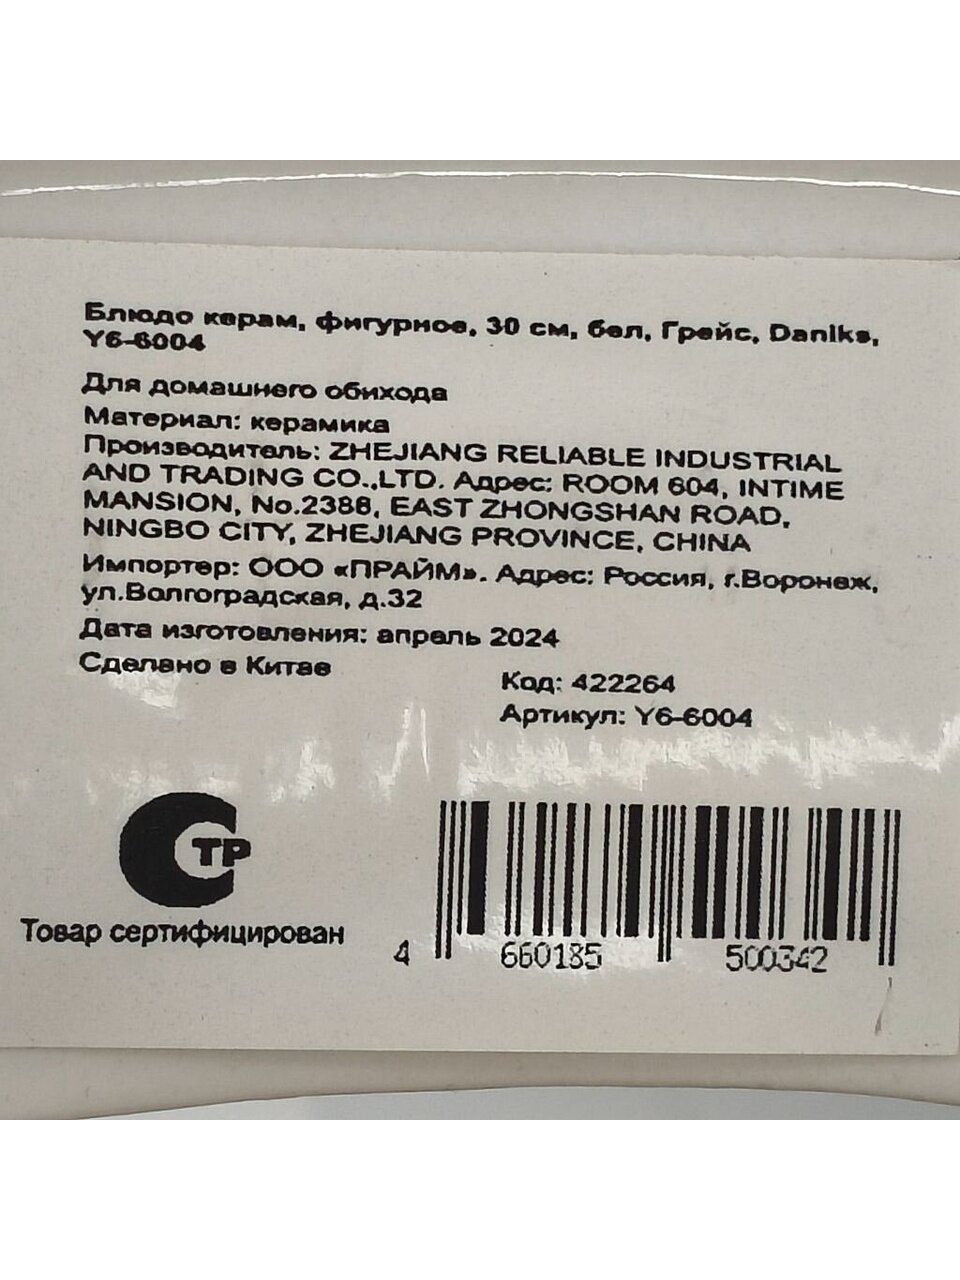 Блюдо керам, фигурное, 30 см, бел, Грейс, Daniks,
Y6-6004
Для домашнего обихода
Материал: керамика
Производитель: ZHEJIANG RELIABLE INDUSTRIAL
AND TRADING CO.,LTD. Адрес: ROOM 604, INTIME
MANSION, No.2388, EAST ZHONGSHAN ROAD,
NINGBO CITY, ZHEJIANG PROVINCE, CHINA
Импортер: ООО «ПРАЙМ». Адрес: Россия, г.Воронеж,
ул.Волгоградская, д.32
Дата изготовления: апрель 2024
Сделано в Китае
Код: 422264
Артикул: Y6-6004
ТР
Товар сертифицирован
4 660185 500342